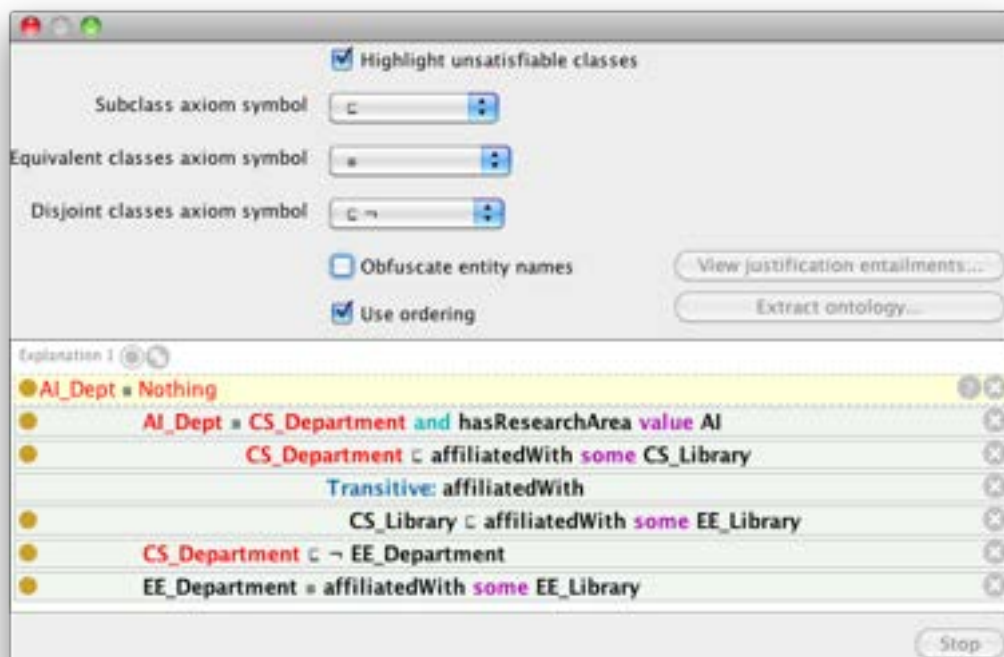 Highlight unsatisfiable classes
Subclass axiom symbol ⊑
Equivalent classes axiom symbol ≡
Disjoint classes axiom symbol ⊑ ¬
Obfuscate entity names
View justification entailments...
Use ordering
Extract ontology...
Explanation 1
AI_Dept ≡ Nothing
AI_Dept ≡ CS_Department and hasResearchArea value AI
CS_Department ⊑ affiliatedWith some CS_Library
Transitive: affiliatedWith
CS_Library ⊑ affiliatedWith some EE_Library
CS_Department ⊑ ¬ EE_Department
EE_Department ≡ affiliatedWith some EE_Library
Stop